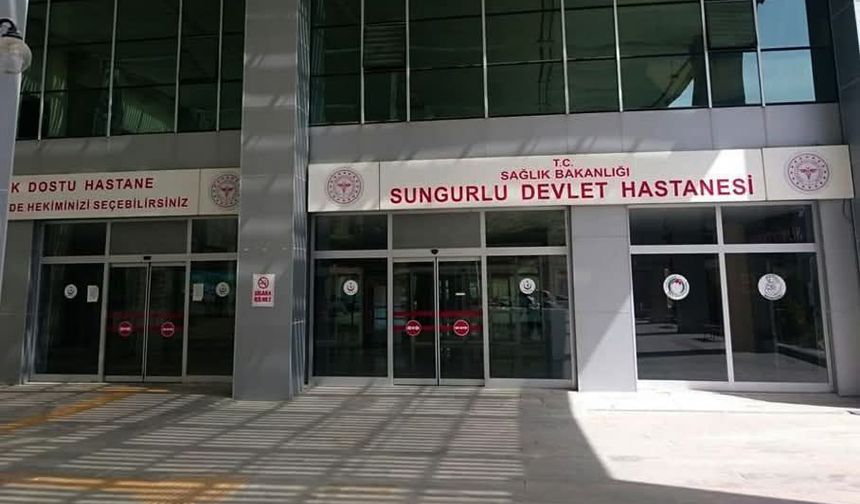 K DOSTU HASTANE
DE HEKİMİNİZİ SEÇEBİLİRSİNİZ
T.C.
SAĞLIK BAKANLIĞI
SUNGURLU DEVLET HASTANESİ